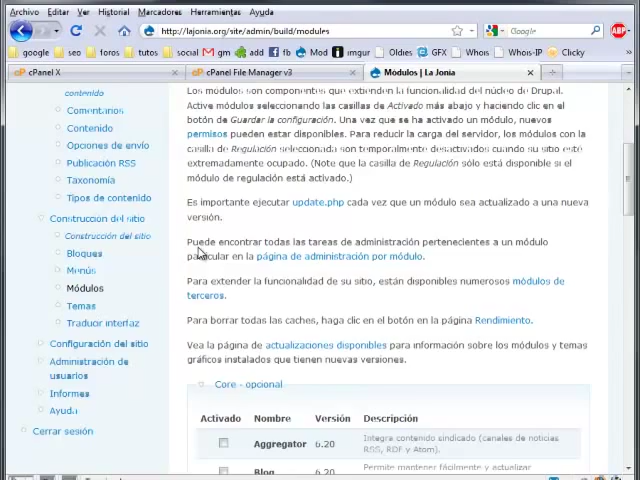 Archivo Editar Ver Historial Marcadores Herramientas Ayuda
http://lajonia.org/site/admin/build/modules
google seo foros tuts social gm add fb Mod imgur Oldies GFX Whois Whois-IP Clicky
cPanel X cPanel File Manager v3 Módulos | La Jonia
contenido
Comentarios
Contenido
Opciones de envío
Publicación RSS
Taxonomía
Tipos de contenido
Construcción del sitio
Construcción del sitio
Bloques
Menús
Módulos
Temas
Traducir interfaz
Configuración del sitio
Administración de
usuarios
Informes
Ayuda
Cerrar sesión
Los módulos son componentes que extienden la funcionalidad del núcleo de Drupal.
Active módulos seleccionando las casillas de Activado más abajo y haciendo clic en el
botón de Guardar la configuración. Una vez que se ha activado un módulo, nuevos
permisos pueden estar disponibles. Para reducir la carga del servidor, los módulos con la
casilla de Regulación seleccionada son temporalmente desactivados cuando su sitio esté
extremadamente ocupado. (Note que la casilla de Regulación sólo está disponible si el
módulo de regulación está activado.)
Es importante ejecutar update.php cada vez que un módulo sea actualizado a una nueva
versión.
Puede encontrar todas las tareas de administración pertenecientes a un módulo
particular en la página de administración por módulo.
Para extender la funcionalidad de su sitio, están disponibles numerosos módulos de
terceros.
Para borrar todas las caches, haga clic en el botón en la página Rendimiento.
Vea la página de actualizaciones disponibles para información sobre los módulos y temas
gráficos instalados que tienen nuevas versiones.
Core - opcional
Activado Nombre Versión Descripción
Aggregator 6.20 Integra contenido sindicado (canales de noticias
RSS, RDF y Atom).
Blog 6.20 Permite mantener fácilmente y actualizar